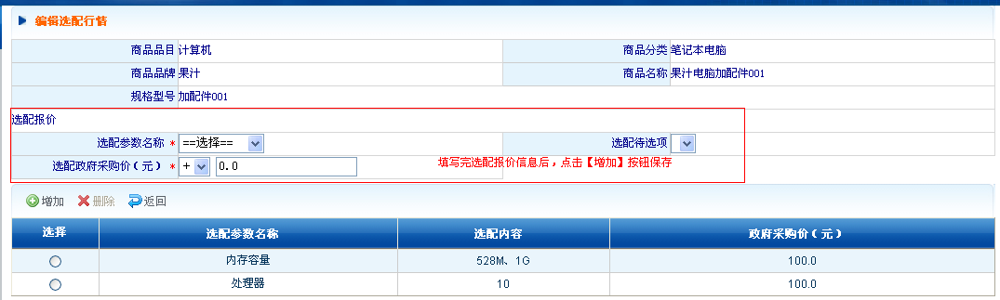 编辑选配行情
商品品目 计算机 商品分类 笔记本电脑
商品品牌 果汁 商品名称 果汁电脑加配件001
规格型号 加配件001
选配报价
选配参数名称 * ==选择== 选配待选项
选配政府采购价（元）* + 0.0 填写完选配报价信息后，点击【增加】按钮保存
增加 删除 返回
选择 选配参数名称 选配内容 政府采购价（元）
内存容量 528M、1G 100.0
处理器 10 100.0